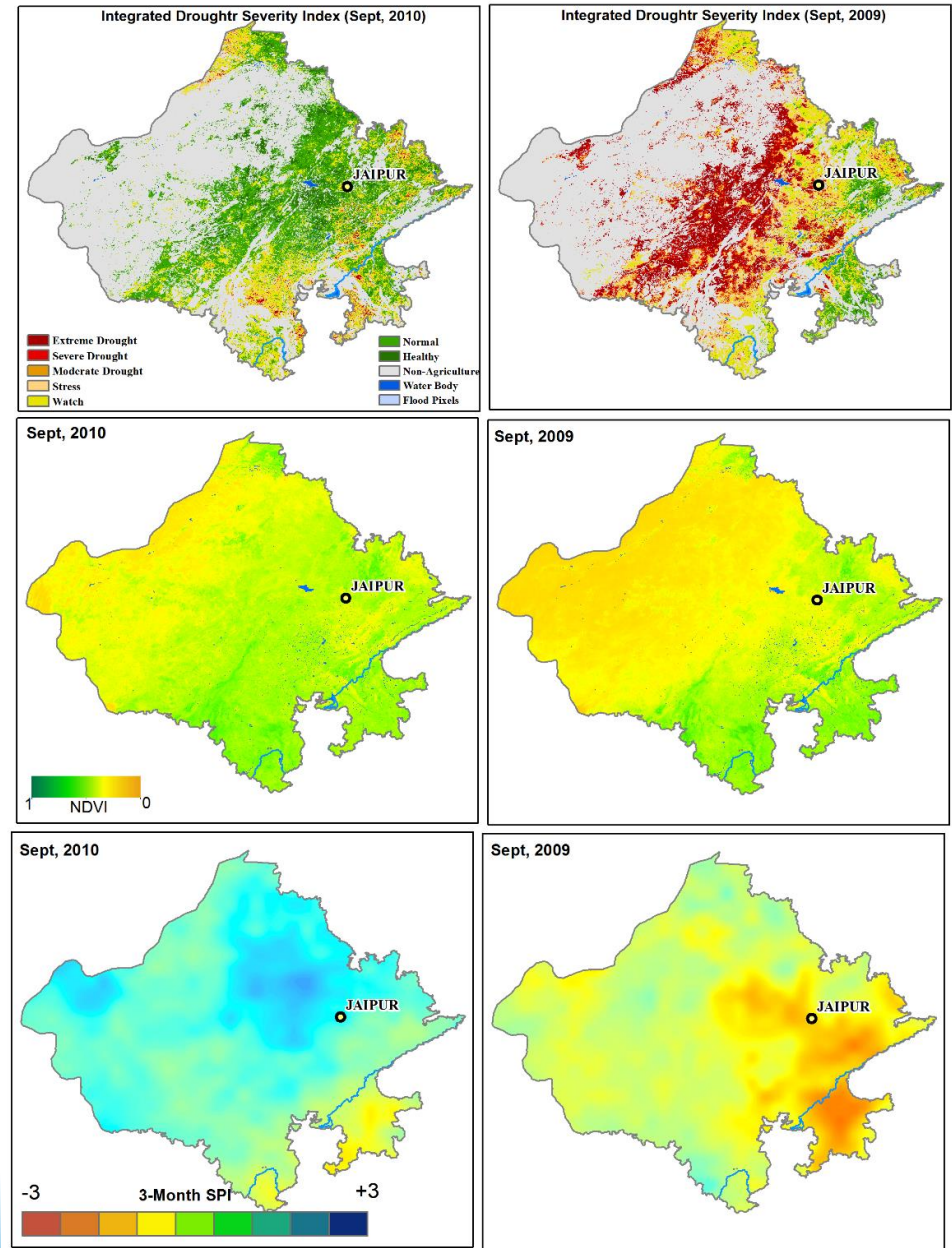 Integrated Droughtr Severity Index (Sept, 2010)
JAIPUR
Extreme Drought
Severe Drought
Moderate Drought
Stress
Watch
Normal
Healthy
Non-Agriculture
Water Body
Flood Pixels
Integrated Droughtr Severity Index (Sept, 2009)
JAIPUR
Sept, 2010
JAIPUR
1 NDVI 0
Sept, 2009
JAIPUR
Sept, 2010
JAIPUR
-3 3-Month SPI +3
Sept, 2009
JAIPUR